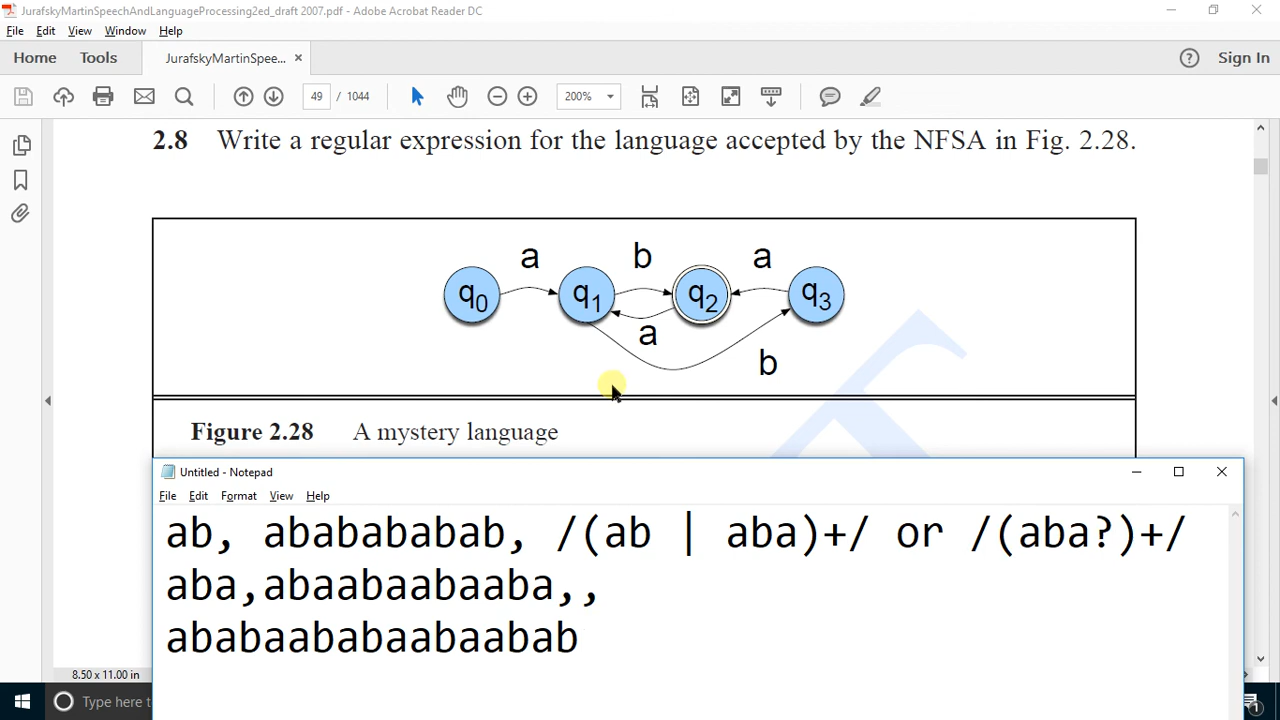 JurafskyMartinSpeechAndLanguageProcessing2ed_draft 2007.pdf - Adobe Acrobat Reader DC
File Edit View Window Help
Home Tools JurafskyMartinSpee... × Sign In
49 / 1044 200%
2.8 Write a regular expression for the language accepted by the NFSA in Fig. 2.28.
a b a
q0 q1 q2 q3
a
b
Figure 2.28 A mystery language
8.50 x 11.00 in
Untitled - Notepad
File Edit Format View Help
ab, ababababab, /(ab | aba)+/ or /(aba?)+/
aba,abaabaabaaba,,
ababaababaabaabab
Type here t
1